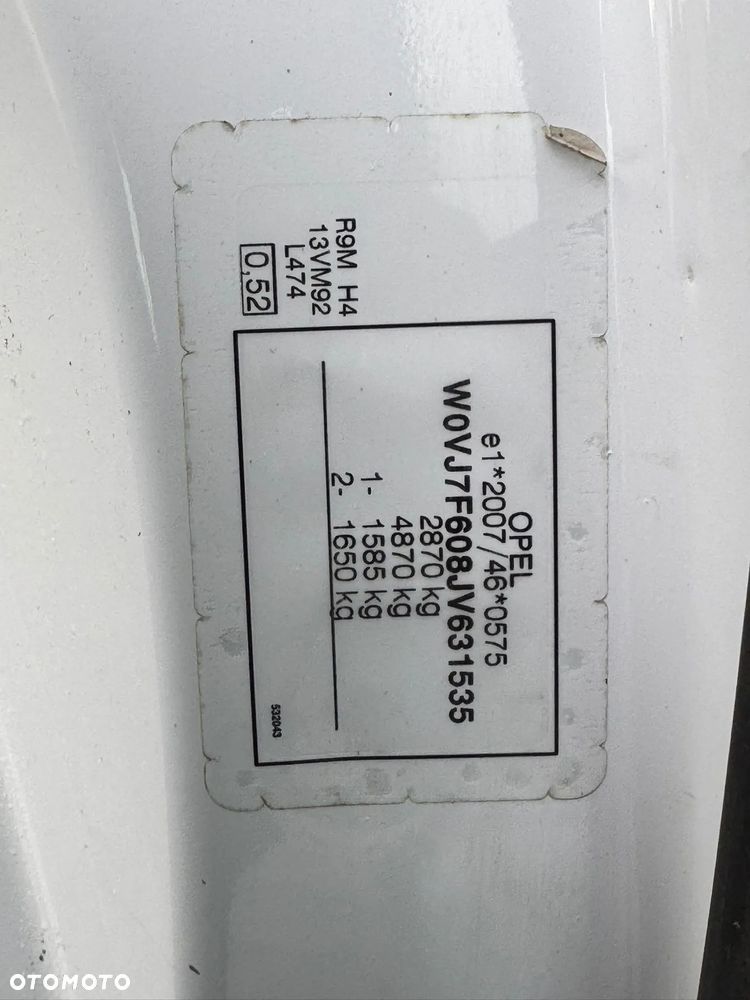 OPEL
e1*2007/46*0575
W0VJ7F608JV631535
2870 kg
4870 kg
1- 1585 kg
2- 1650 kg
532043
R9M H4
13VM92
L474
0,52
OTOMOTO